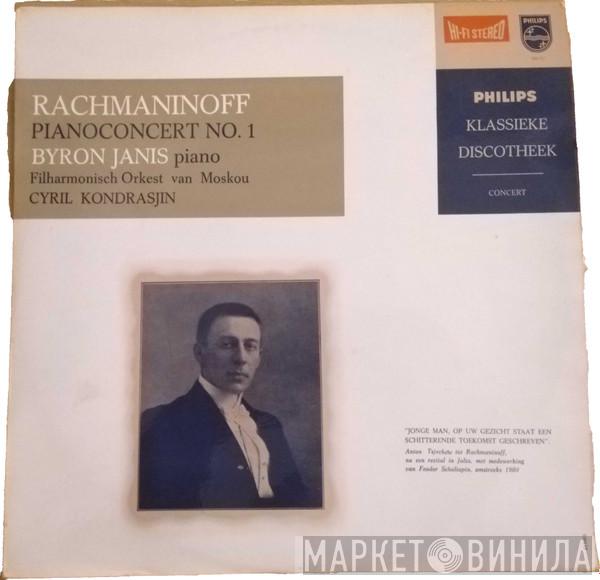 HI-FI STEREO
PHILIPS
RACHMANINOFF
PIANOCONCERT NO. 1
BYRON JANIS piano
Filharmonisch Orkest van Moskou
CYRIL KONDRASJIN
PHILIPS
KLASSIEKE
DISCOTHEEK
CONCERT
"JONGE MAN, OP UW GEZICHT STAAT EEN
SCHITTERENDE TOEKOMST GESCHREVEN".
Anton Tsjechow tot Rachmaninoff,
na een recital in Jalta, met medewerking
van Feodor Schaliapin, omstreeks 1900
МАРКЕТ ВИНИЛА